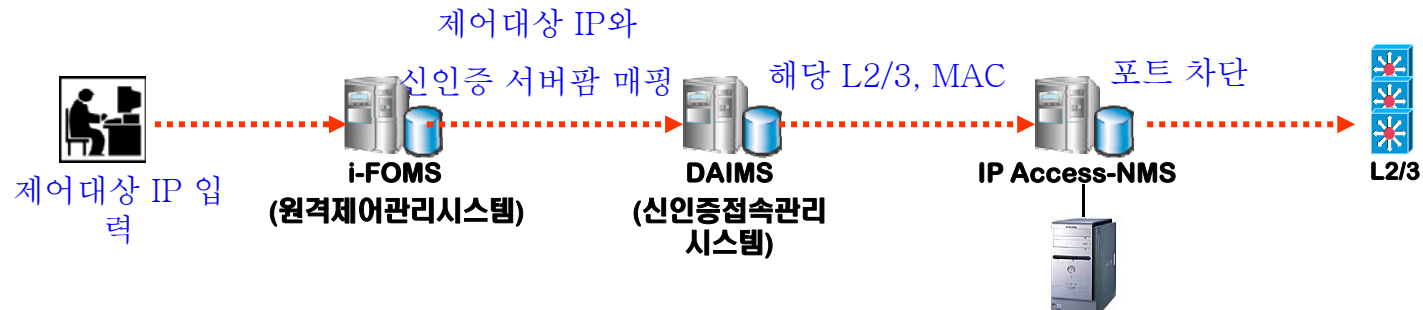 제어대상 IP와
신인증 서버팜 매핑
해당 L2/3, MAC
포트 차단
제어대상 IP 입
력
i-FOMS
(원격제어관리시스템)
DAIMS
(신인증접속관리
시스템)
IP Access-NMS
L2/3